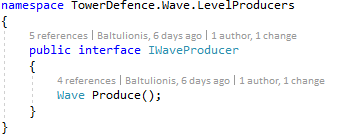 namespace TowerDefence.Wave.LevelProducers
{
5 references | Baltulionis, 6 days ago | 1 author, 1 change
public interface IWaveProducer
{
4 references | Baltulionis, 6 days ago | 1 author, 1 change
Wave Produce();
}
}